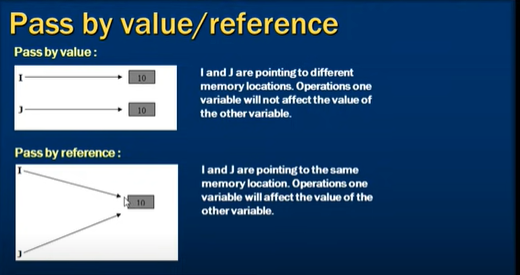 Pass by value/reference
Pass by value :
I
10
J
10
I and J are pointing to different
memory locations. Operations one
variable will not affect the value of
the other variable.
Pass by reference :
I
10
J
I and J are pointing to the same
memory location. Operations one
variable will affect the value of the
other variable.